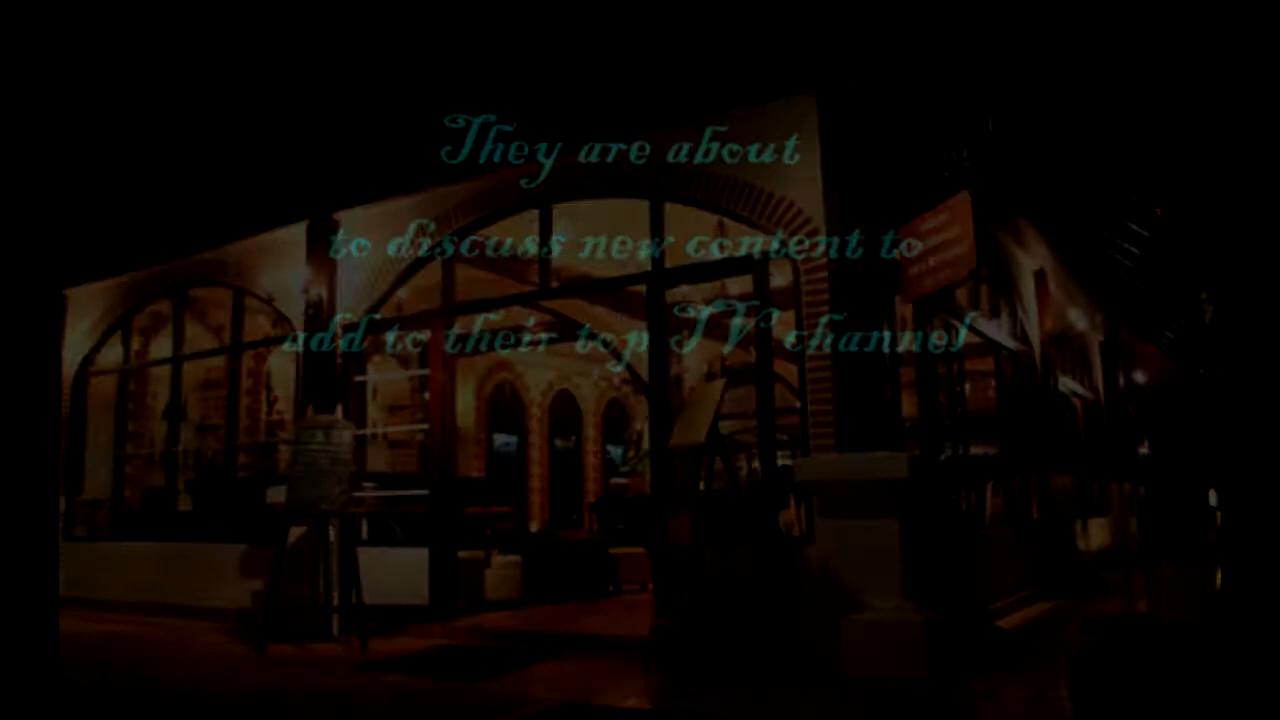 They are about
to discuss new content to
add to their top TV channel